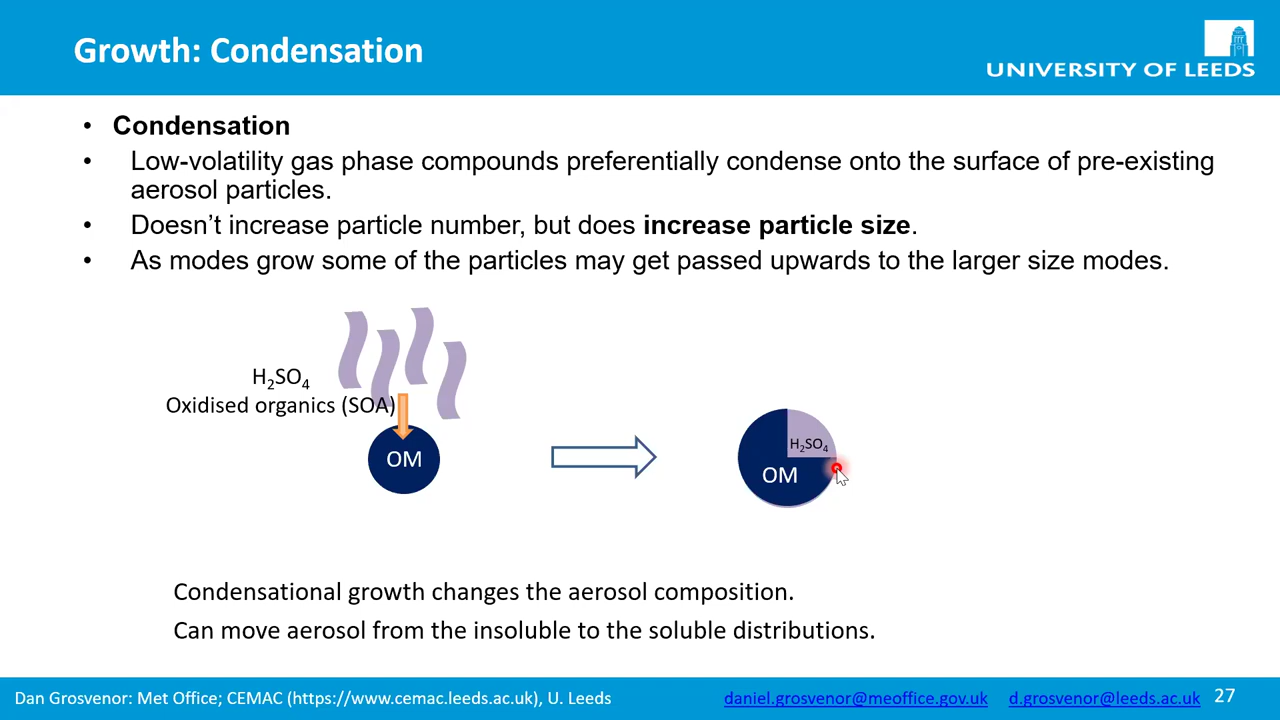 Growth: Condensation
UNIVERSITY OF LEEDS
• Condensation
• Low-volatility gas phase compounds preferentially condense onto the surface of pre-existing
aerosol particles.
• Doesn’t increase particle number, but does increase particle size.
• As modes grow some of the particles may get passed upwards to the larger size modes.
H₂SO₄
Oxidised organics (SOA)
OM
H₂SO₄
OM
Condensational growth changes the aerosol composition.
Can move aerosol from the insoluble to the soluble distributions.
Dan Grosvenor: Met Office; CEMAC (https://www.cemac.leeds.ac.uk), U. Leeds
daniel.grosvenor@meoffice.gov.uk d.grosvenor@leeds.ac.uk 27